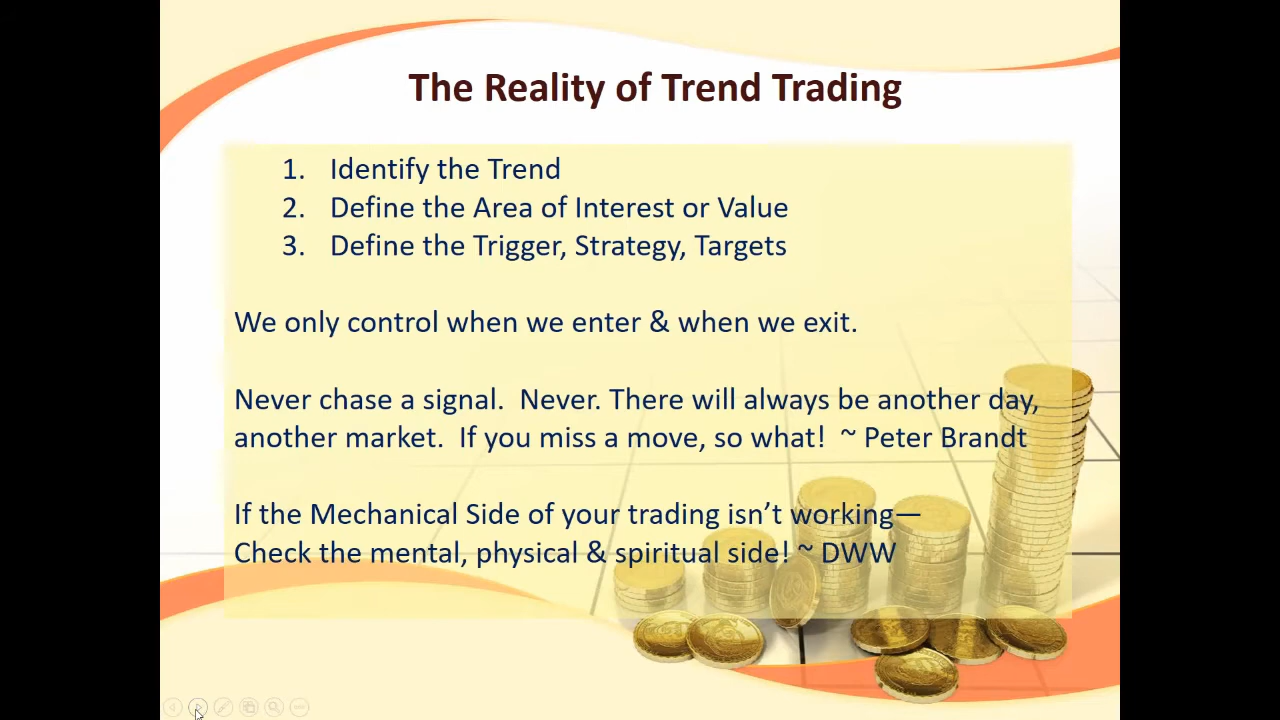 The Reality of Trend Trading
1. Identify the Trend
2. Define the Area of Interest or Value
3. Define the Trigger, Strategy, Targets
We only control when we enter & when we exit.
Never chase a signal.  Never. There will always be another day,
another market.  If you miss a move, so what!  ~ Peter Brandt
If the Mechanical Side of your trading isn’t working—
Check the mental, physical & spiritual side! ~ DWW